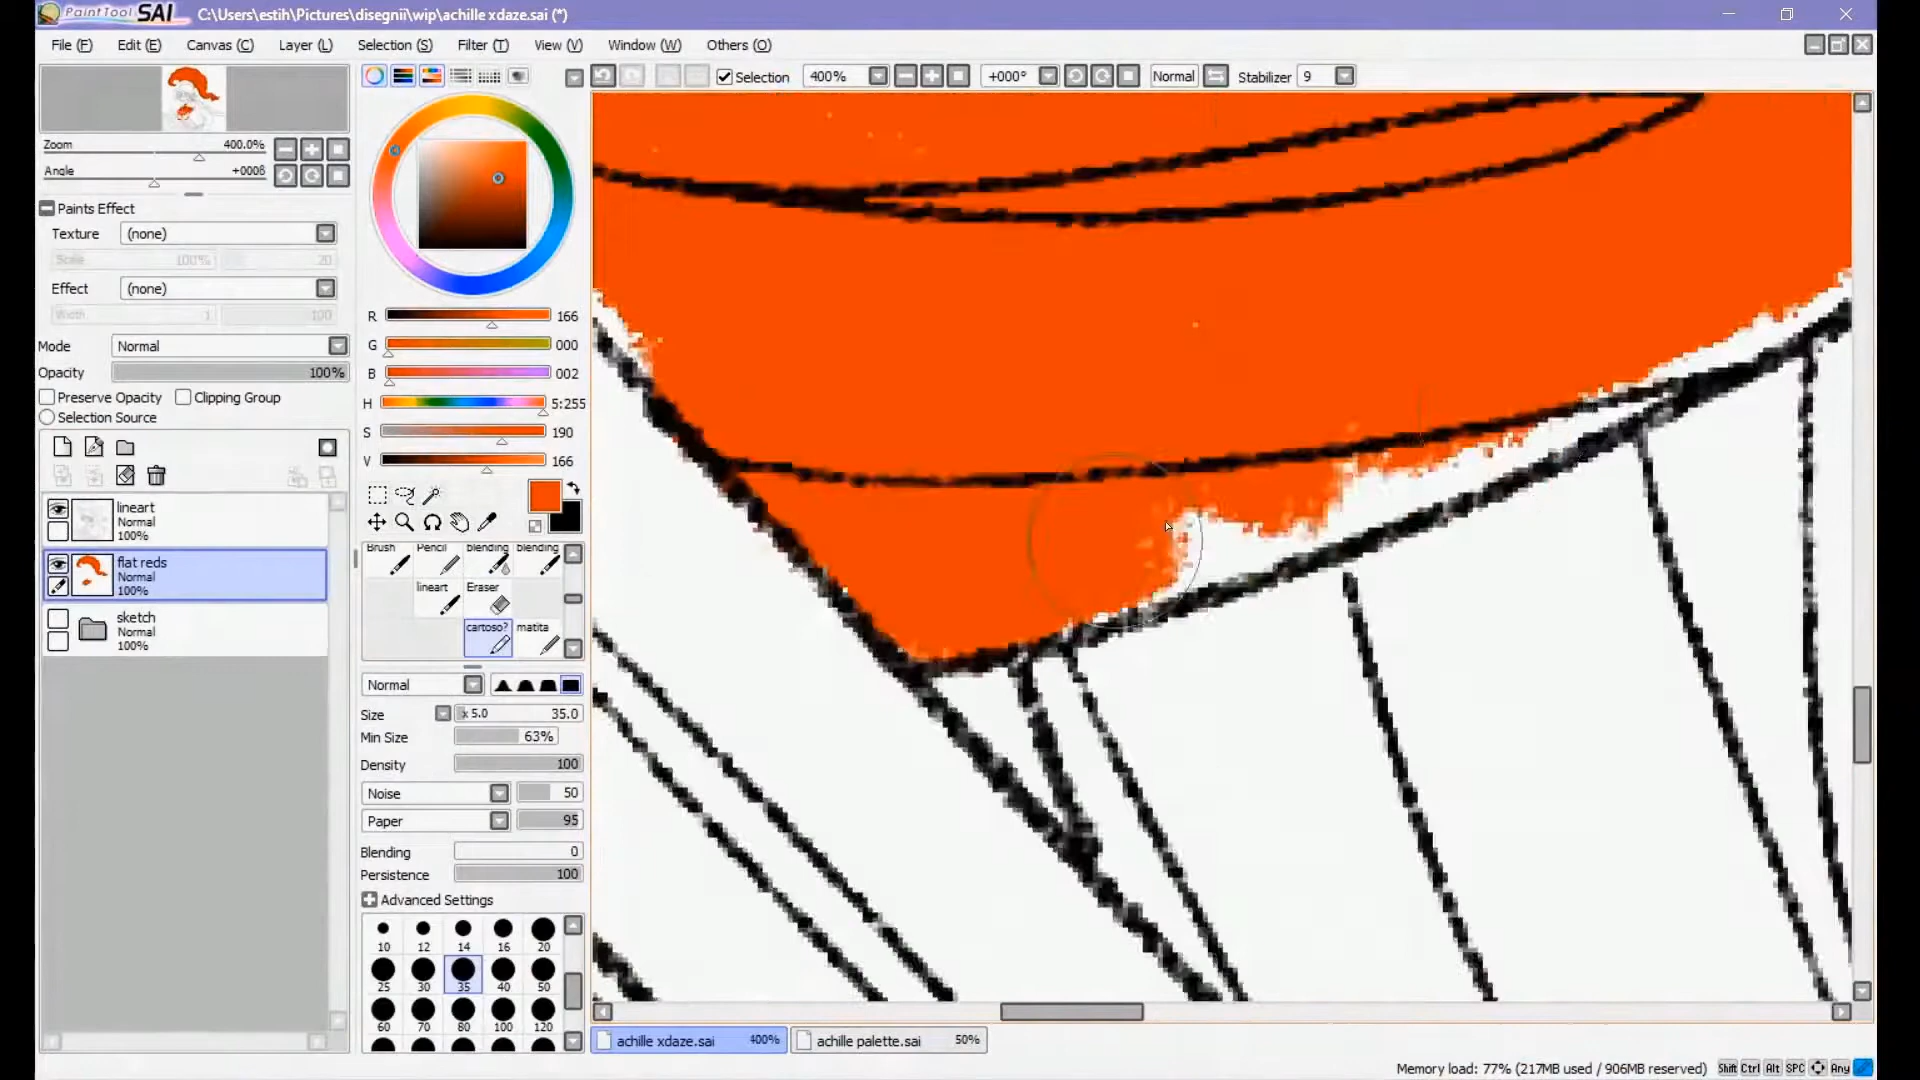 PaintTool SAI C:\Users\estih\Pictures\disegnii\wip\achille xdaze.sai (*)
File (F) Edit (E) Canvas (C) Layer (L) Selection (S) Filter (T) View (V) Window (W) Others (O)
Selection 400% +000° Normal Stabilizer 9
Zoom 400.0%
Angle +000ß
Paints Effect
Texture (none)
Scale 100% 20
Effect (none)
Width 1 100
Mode Normal
Opacity 100%
Preserve Opacity Clipping Group
Selection Source
lineart
Normal
100%
flat reds
Normal
100%
sketch
Normal
100%
R 166
G 000
B 002
H 5:255
S 190
V 166
Brush Pencil blending blending
lineart Eraser
cartoso? matita
Normal
Size x 5.0 35.0
Min Size 63%
Density 100
Noise 50
Paper 95
Blending 0
Persistence 100
Advanced Settings
10 12 14 16 20
25 30 35 40 50
60 70 80 100 120
achille xdaze.sai 400% achille palette.sai 50%
Memory load: 77% (217MB used / 906MB reserved) Shift Ctrl Alt SPC Any